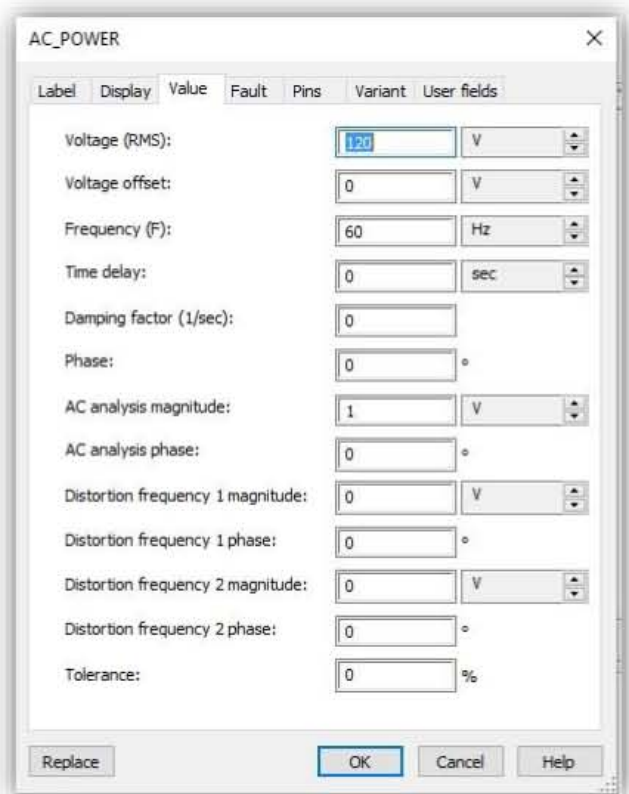 AC_POWER
Label Display Value Fault Pins Variant User fields
Voltage (RMS): 120 V
Voltage offset: 0 V
Frequency (F): 60 Hz
Time delay: 0 sec
Damping factor (1/sec): 0
Phase: 0 °
AC analysis magnitude: 1 V
AC analysis phase: 0 °
Distortion frequency 1 magnitude: 0 V
Distortion frequency 1 phase: 0 °
Distortion frequency 2 magnitude: 0 V
Distortion frequency 2 phase: 0 °
Tolerance: 0 %
Replace OK Cancel Help